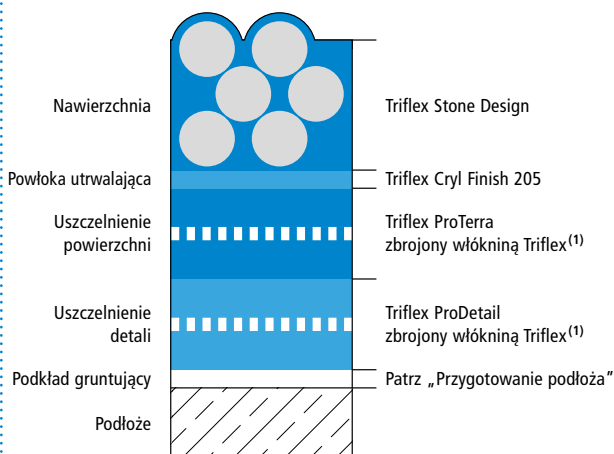 Nawierzchnia
Triflex Stone Design
Powłoka utrwalająca
Triflex Cryl Finish 205
Uszczelnienie
powierzchni
Triflex ProTerra
zbrojony włókniną Triflex(1)
Uszczelnienie
detali
Triflex ProDetail
zbrojony włókniną Triflex(1)
Podkład gruntujący
Patrz „Przygotowanie podłoża”
Podłoże